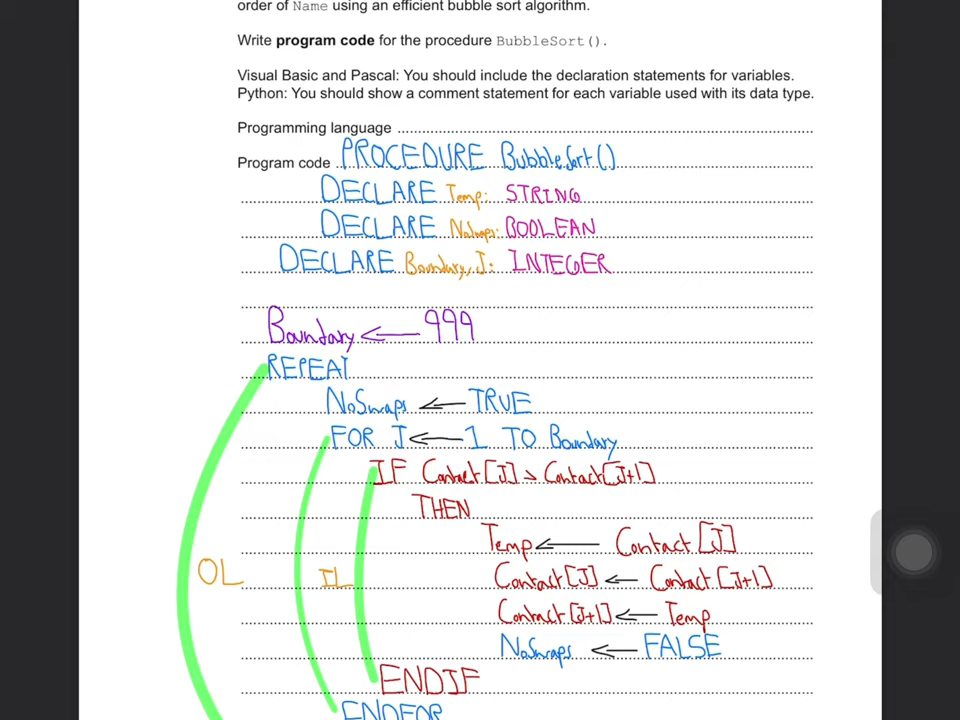 order of Name using an efficient bubble sort algorithm.
Write program code for the procedure BubbleSort().
Visual Basic and Pascal: You should include the declaration statements for variables.
Python: You should show a comment statement for each variable used with its data type.
Programming language
Program code PROCEDURE BubbleSort()
DECLARE Temp: STRING
DECLARE NoSwaps: BOOLEAN
DECLARE Boundary, J: INTEGER
Boundary ← 999
REPEAT
NoSwaps ← TRUE
FOR J ← 1 TO Boundary
IF Contact[J] > Contact[J+1]
THEN
Temp ← Contact[J]
OL IL Contact[J] ← Contact[J+1]
Contact[J+1] ← Temp
NoSwaps ← FALSE
ENDIF
ENDFOR